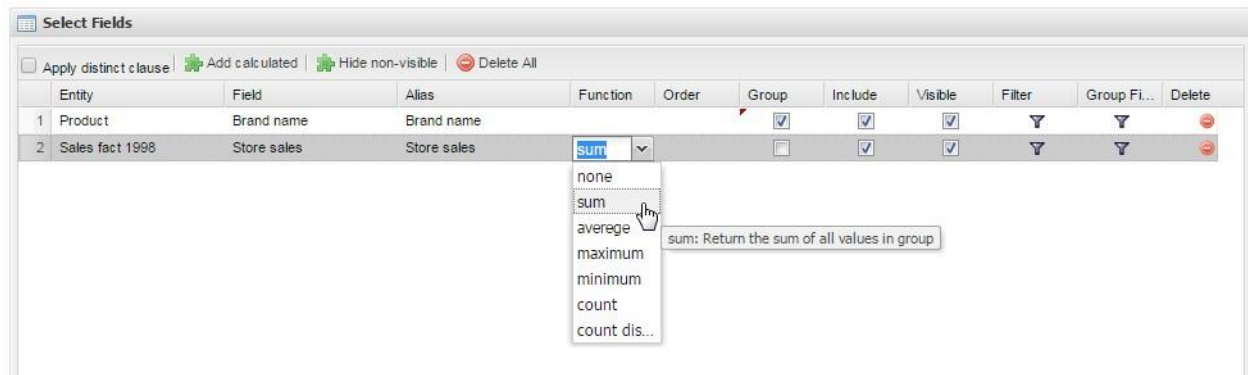 Select Fields
Apply distinct clause Add calculated Hide non-visible Delete All
Entity Field Alias Function Order Group Include Visible Filter Group Fi... Delete
1 Product Brand name Brand name
2 Sales fact 1998 Store sales Store sales sum
none
sum
averege
sum: Return the sum of all values in group
maximum
minimum
count
count dis...